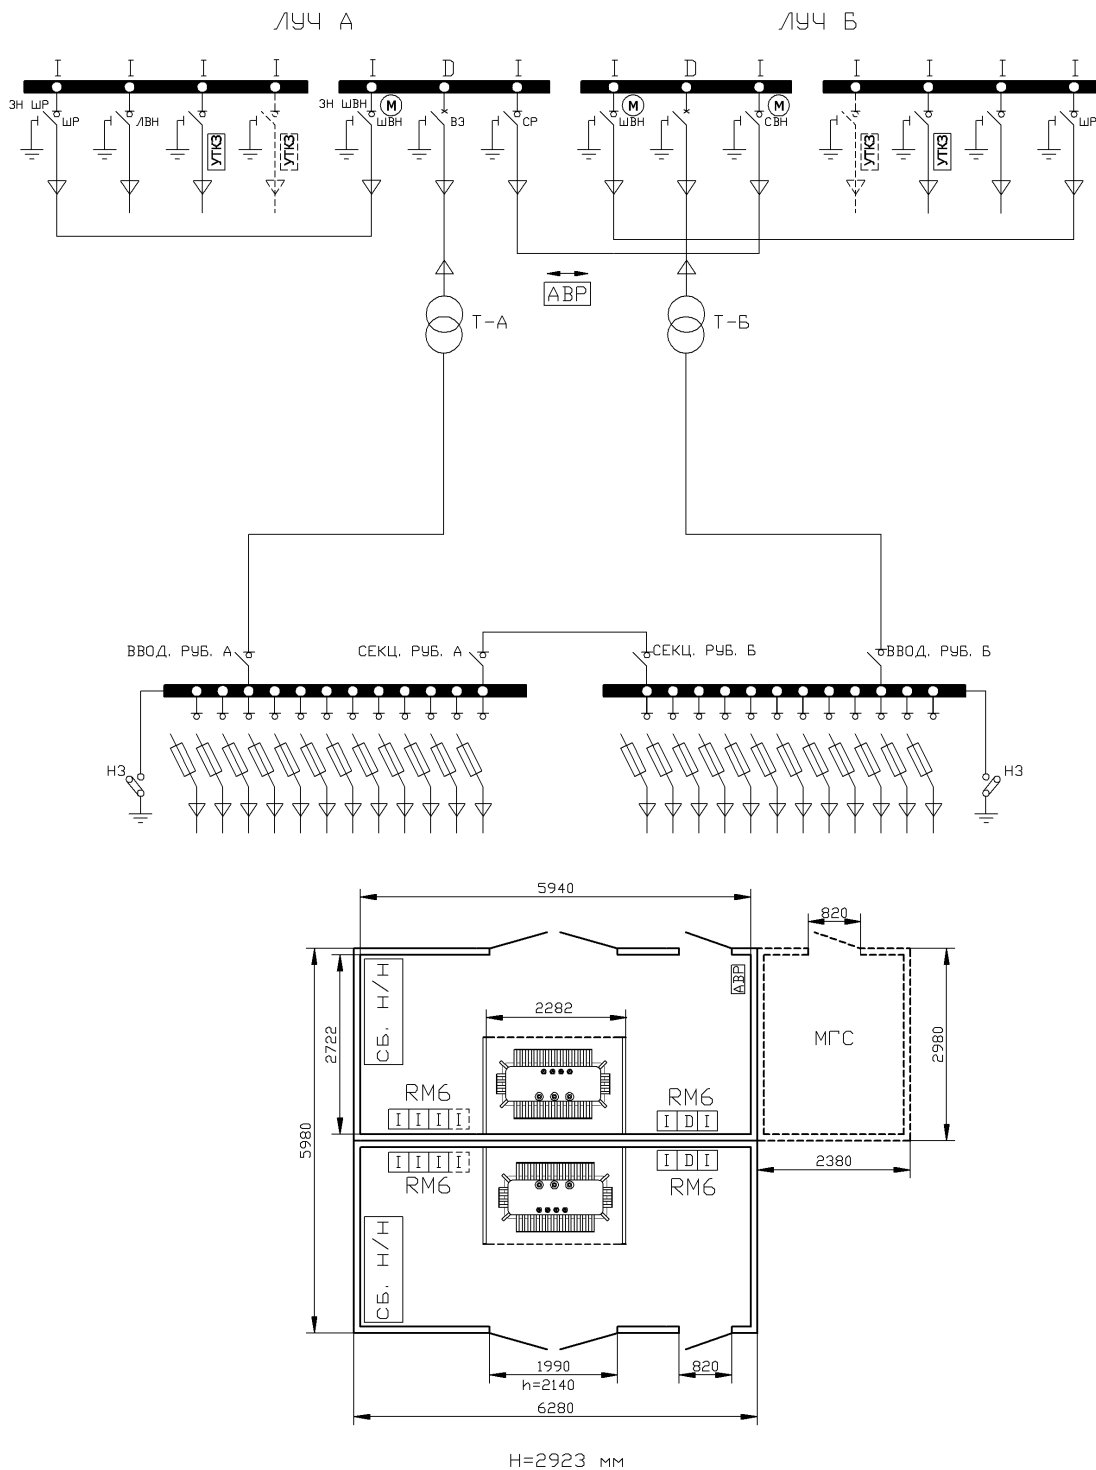 ЛУЧ А
ЛУЧ Б
I I I I I D I I D I I I I I
ЗН ШР
ЗН ШВН
М
М
М
ШР
ЛВН
ШВН
ВЭ
СР
ШВН
СВН
ШР
УТКЗ
УТКЗ
УТКЗ
УТКЗ
АВР
Т-А
Т-Б
ВВОД. РУБ. А
СЕКЦ. РУБ. А
СЕКЦ. РУБ. Б
ВВОД. РУБ. Б
НЗ
НЗ
5940
820
СБ. Н/Н
АВР
2282
2722
МГС
2980
RM6
RM6
I I I I
I D I
5980
I I I I
I D I
2380
RM6
RM6
СБ. Н/Н
1990
820
h=2140
6280
H=2923 мм